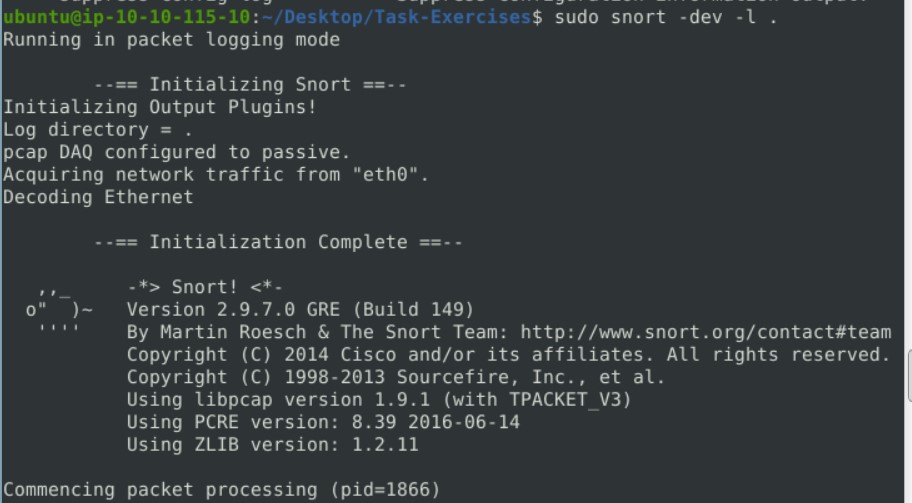 ubuntu@ip-10-10-115-10:~/Desktop/Task-Exercises$ sudo snort -dev -l .
Running in packet logging mode
--== Initializing Snort ==--
Initializing Output Plugins!
Log directory = .
pcap DAQ configured to passive.
Acquiring network traffic from "eth0".
Decoding Ethernet
--== Initialization Complete ==--
,,_ -*> Snort! <*-
o" )~ Version 2.9.7.0 GRE (Build 149)
'''' By Martin Roesch & The Snort Team: http://www.snort.org/contact#team
Copyright (C) 2014 Cisco and/or its affiliates. All rights reserved.
Copyright (C) 1998-2013 Sourcefire, Inc., et al.
Using libpcap version 1.9.1 (with TPACKET_V3)
Using PCRE version: 8.39 2016-06-14
Using ZLIB version: 1.2.11
Commencing packet processing (pid=1866)